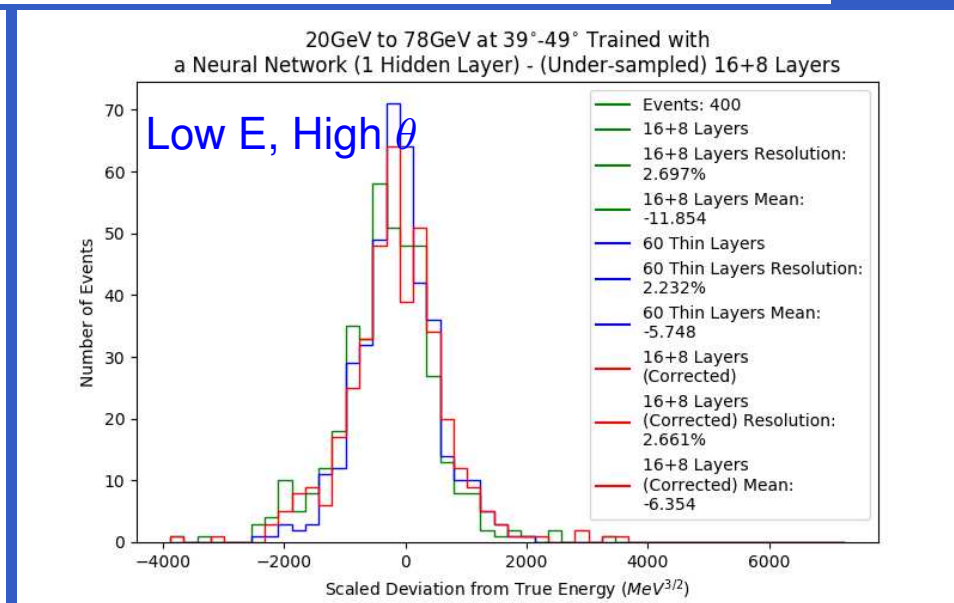 20GeV to 78GeV at 39°-49° Trained with
a Neural Network (1 Hidden Layer) - (Under-sampled) 16+8 Layers
Low E, High θ
Number of Events
70
60
50
40
30
20
10
0
Events: 400
16+8 Layers
16+8 Layers Resolution:
2.697%
16+8 Layers Mean:
-11.854
60 Thin Layers
60 Thin Layers Resolution:
2.232%
60 Thin Layers Mean:
-5.748
16+8 Layers
(Corrected)
16+8 Layers
(Corrected) Resolution:
2.661%
16+8 Layers
(Corrected) Mean:
-6.354
−4000 −2000 0 2000 4000 6000
Scaled Deviation from True Energy (MeV^{3/2})